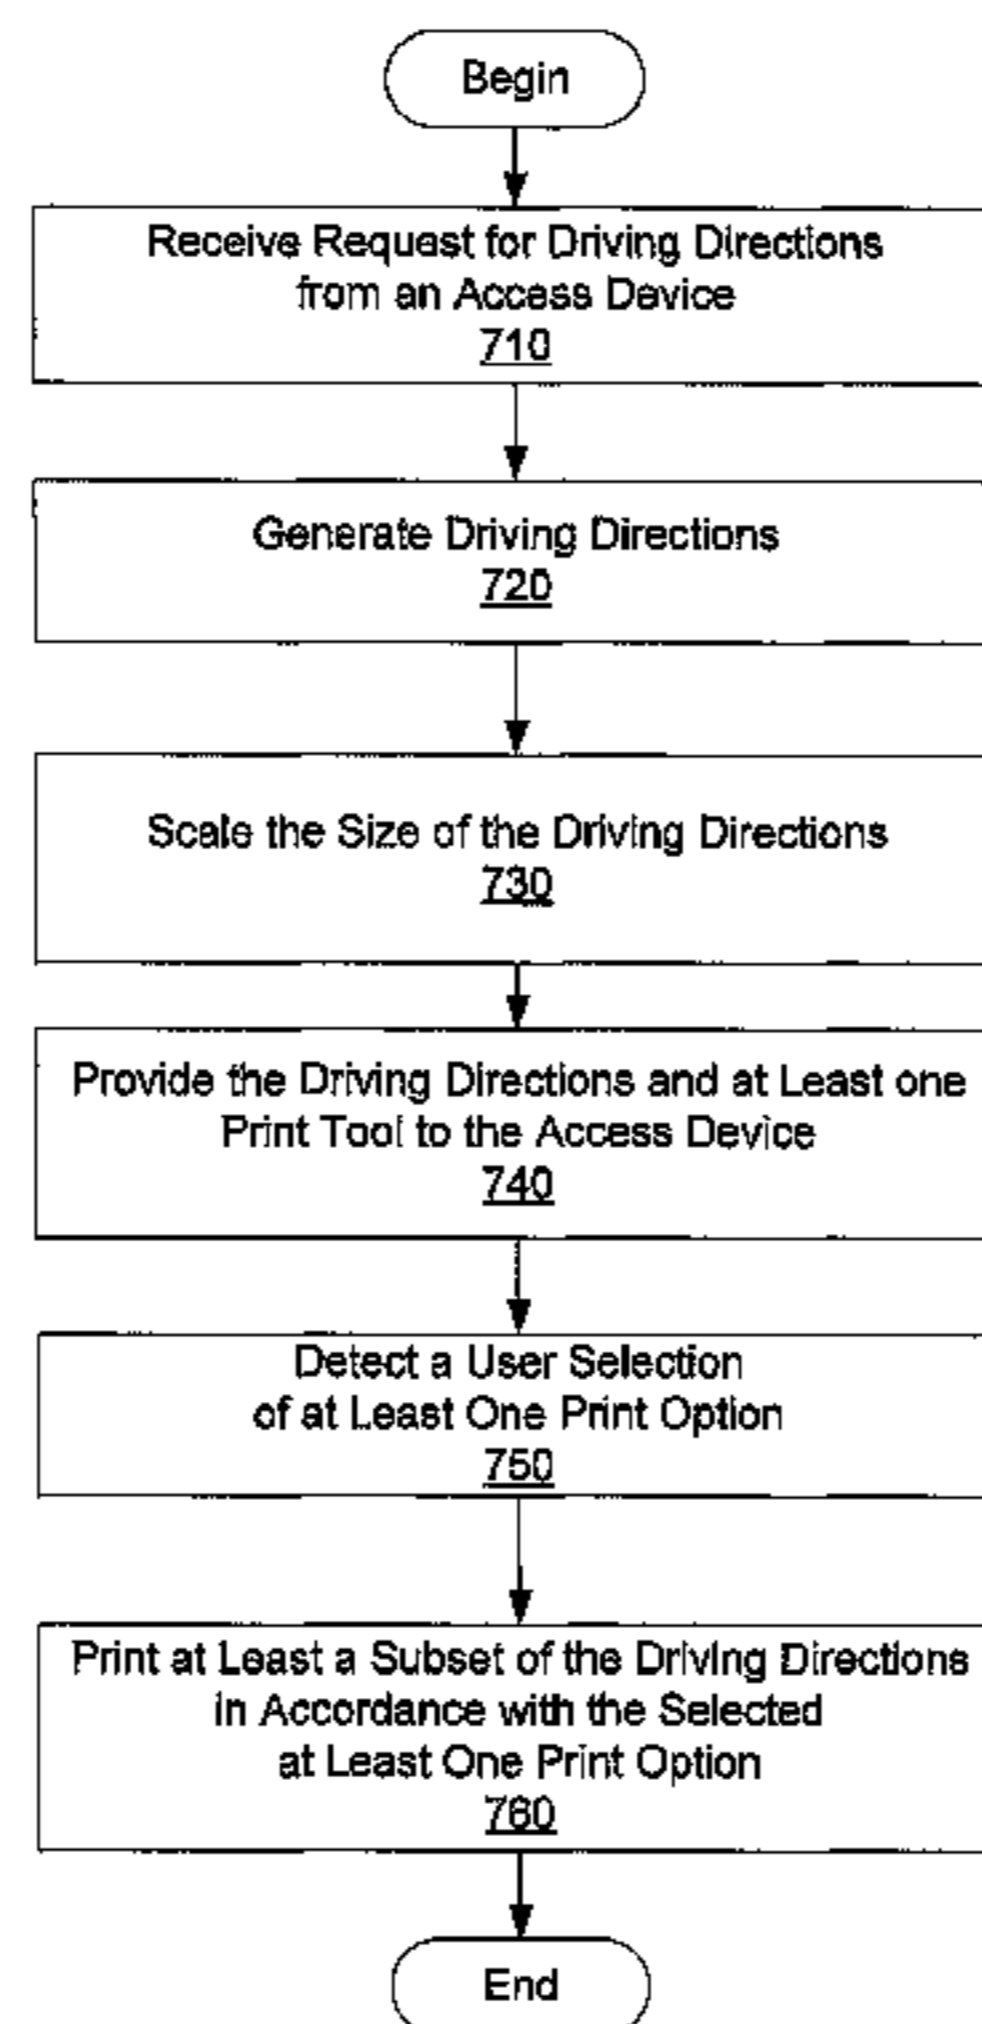 Begin
Receive Request for Driving Directions
from an Access Device
710
Generate Driving Directions
720
Scale the Size of the Driving Directions
730
Provide the Driving Directions and at Least one
Print Tool to the Access Device
740
Detect a User Selection
of at Least One Print Option
750
Print at Least a Subset of the Driving Directions
in Accordance with the Selected
at Least One Print Option
760
End